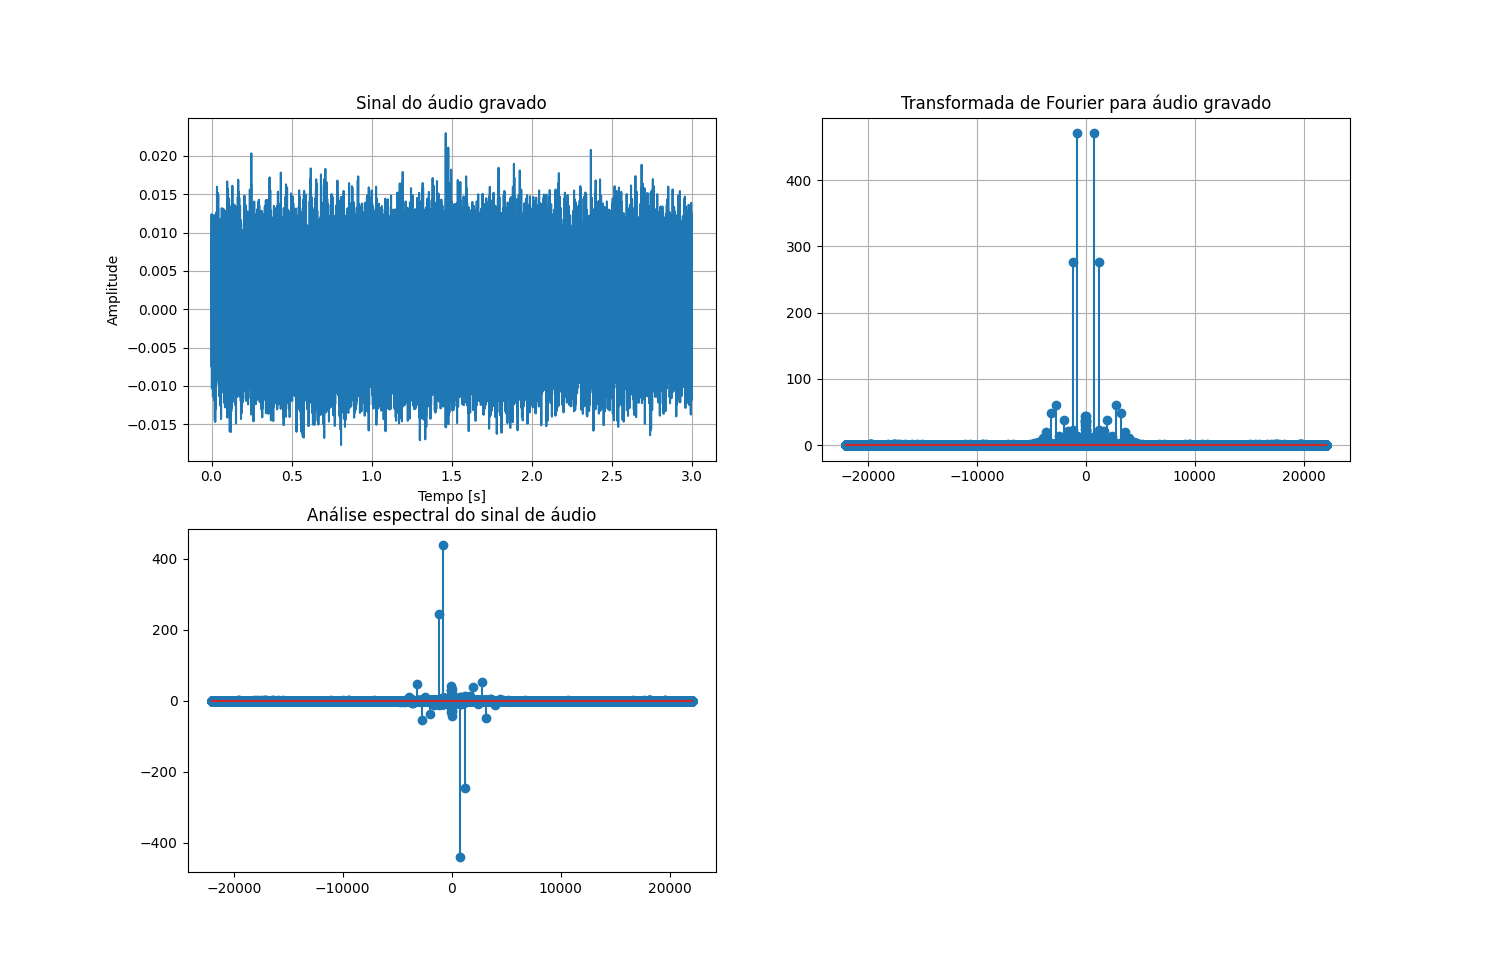 Sinal do áudio gravado
0.020
0.015
0.010
0.005
0.000
−0.005
−0.010
−0.015
Amplitude
0.0 0.5 1.0 1.5 2.0 2.5 3.0
Tempo [s]
Transformada de Fourier para áudio gravado
400
300
200
100
0
−20000 −10000 0 10000 20000
Análise espectral do sinal de áudio
400
200
0
−200
−400
−20000 −10000 0 10000 20000